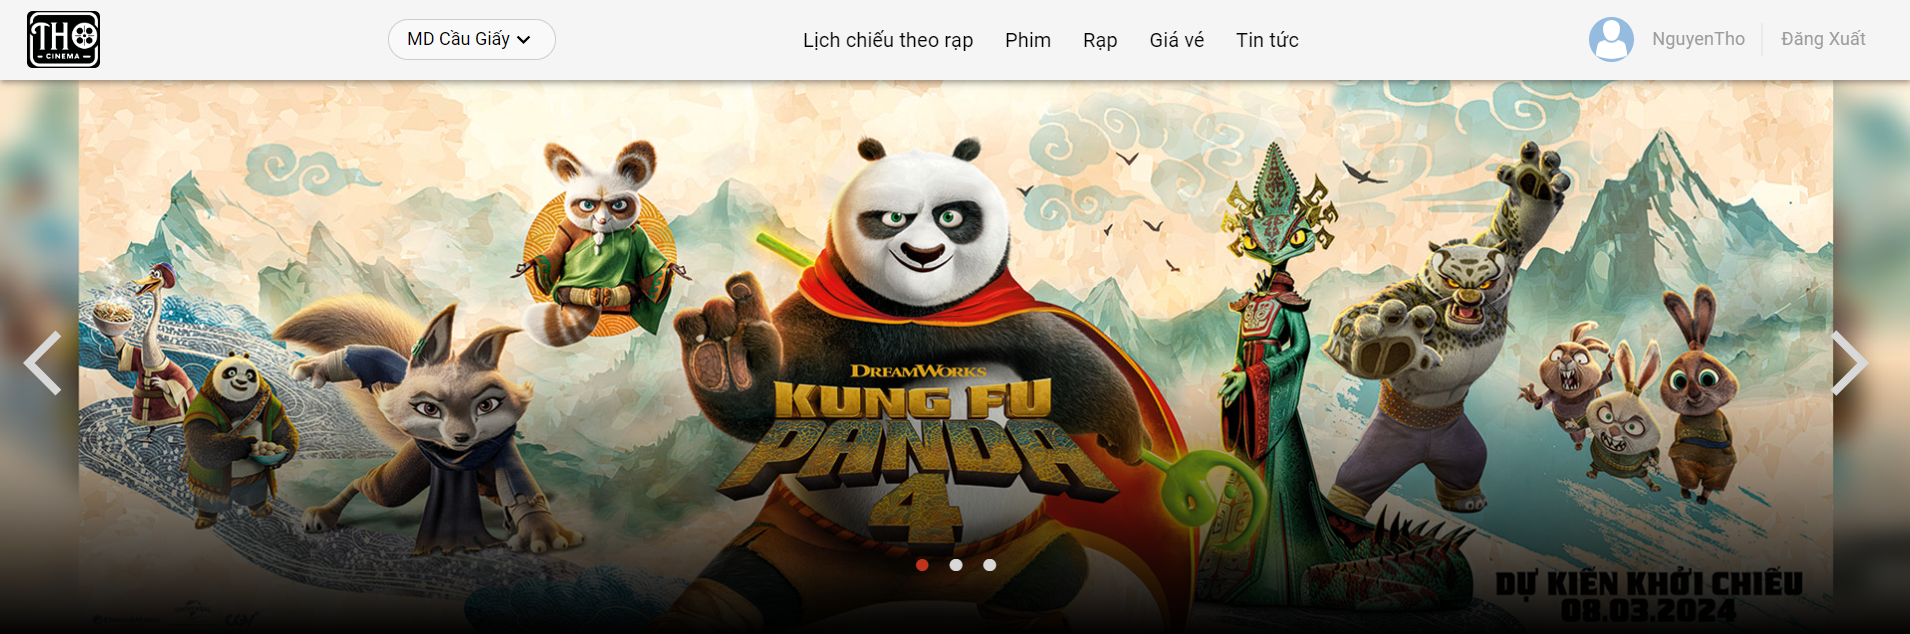 THO
CINEMA
MD Cầu Giấy
Lịch chiếu theo rạp
Phim
Rạp
Giá vé
Tin tức
NguyenTho
Đăng Xuất
DREAMWORKS
KUNG FU
PANDA
4
DỰ KIẾN KHỞI CHIẾU
08.03.2024
CGV